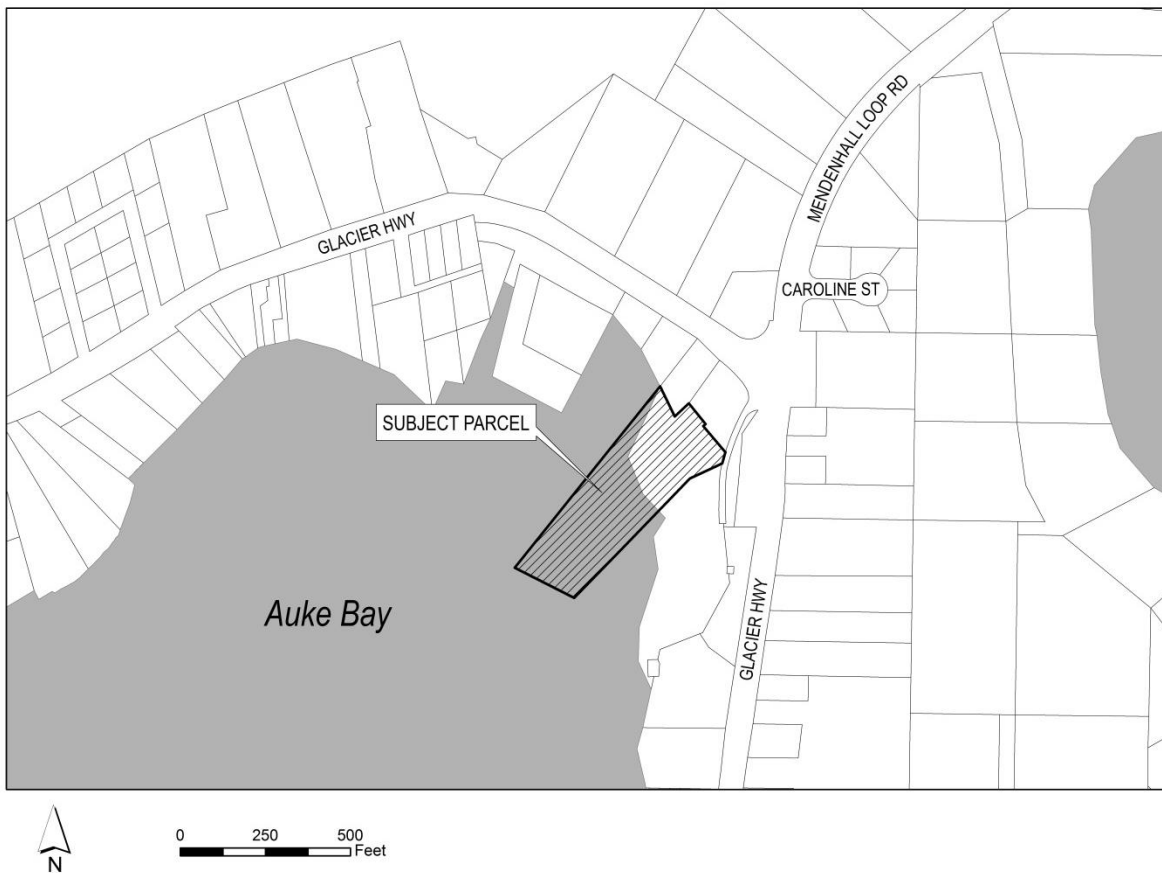 MENDENHALL LOOP RD
GLACIER HWY
CAROLINE ST
SUBJECT PARCEL
Auke Bay
GLACIER HWY
N
0 250 500
Feet